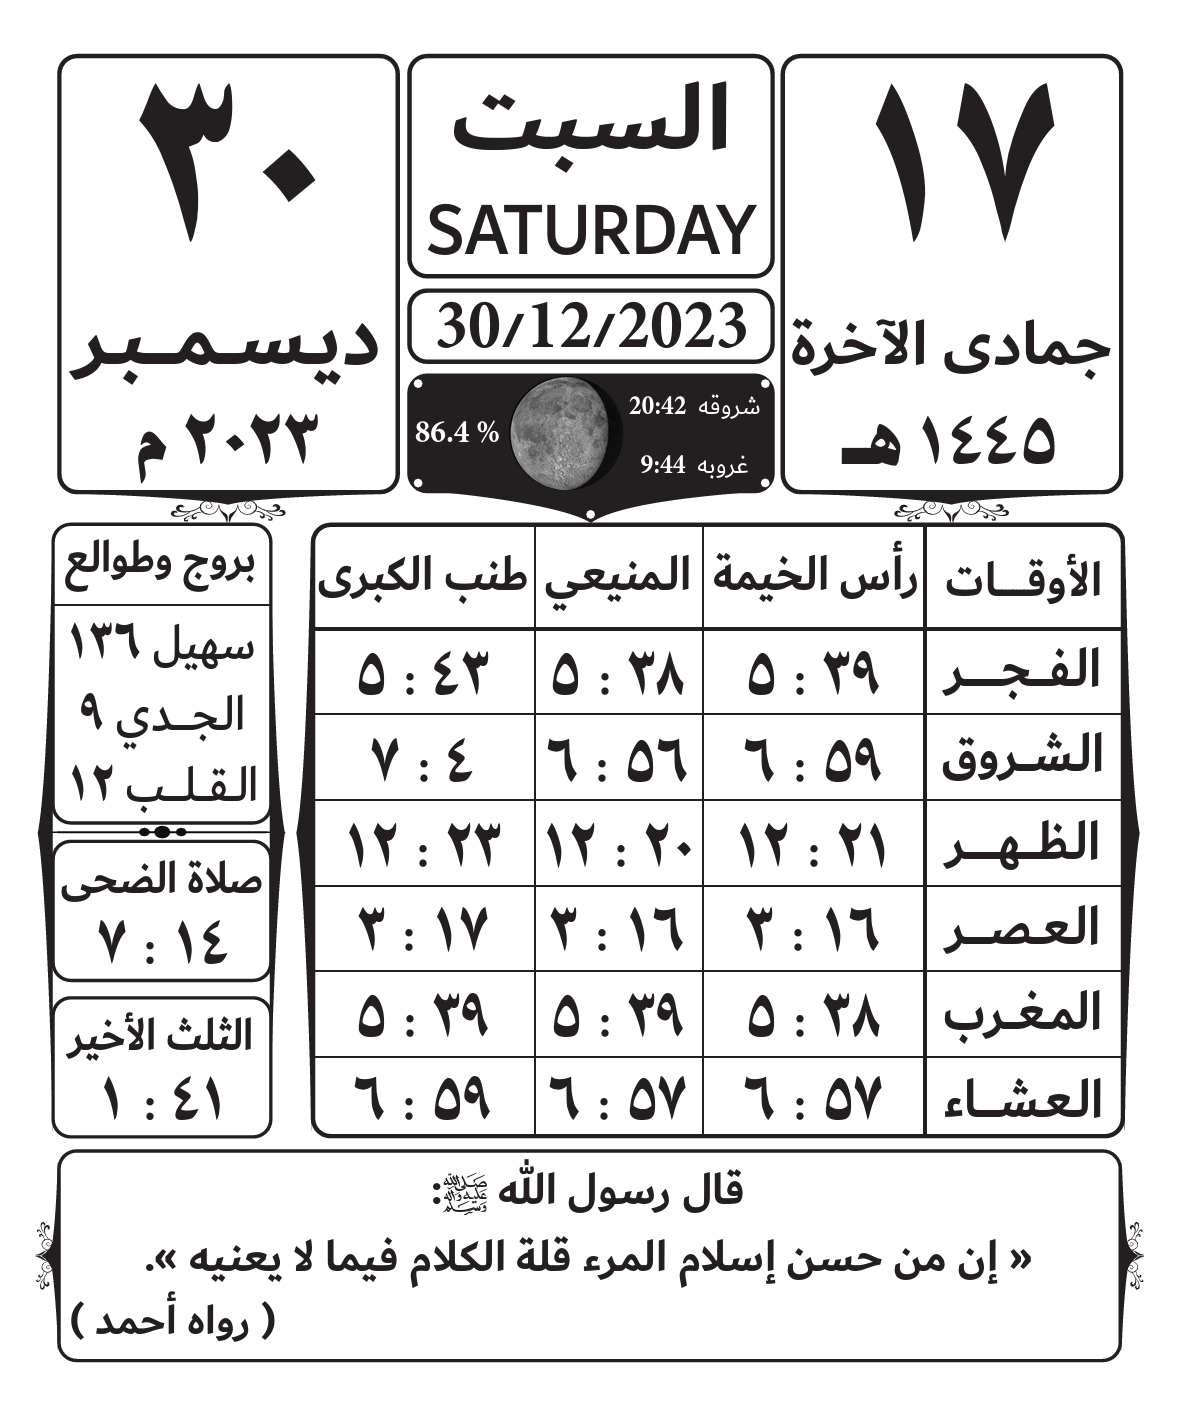 ١٧
جمادى الآخرة
١٤٤٥ هـ
السبت
SATURDAY
30/12/2023
شروقه 20:42
غروبه 9:44
86.4 %
٣٠
ديسمبر
٢٠٢٣ م
الأوقات رأس الخيمة المنيعي طنب الكبرى
الفجر ٣٩ : ٥ ٣٨ : ٥ ٤٣ : ٥
الشروق ٥٩ : ٦ ٥٦ : ٦ ٤ : ٧
الظهر ٢١ : ١٢ ٢٠ : ١٢ ٢٣ : ١٢
العصر ١٦ : ٣ ١٦ : ٣ ١٧ : ٣
المغرب ٣٨ : ٥ ٣٩ : ٥ ٣٩ : ٥
العشاء ٥٧ : ٦ ٥٧ : ٦ ٥٩ : ٦
بروج وطوالع
سهيل ١٣٦
الجدي ٩
القلب ١٢
صلاة الضحى
١٤ : ٧
الثلث الأخير
٤١ : ١
قال رسول الله ﷺ:
« إن من حسن إسلام المرء قلة الكلام فيما لا يعنيه ».
( رواه أحمد )